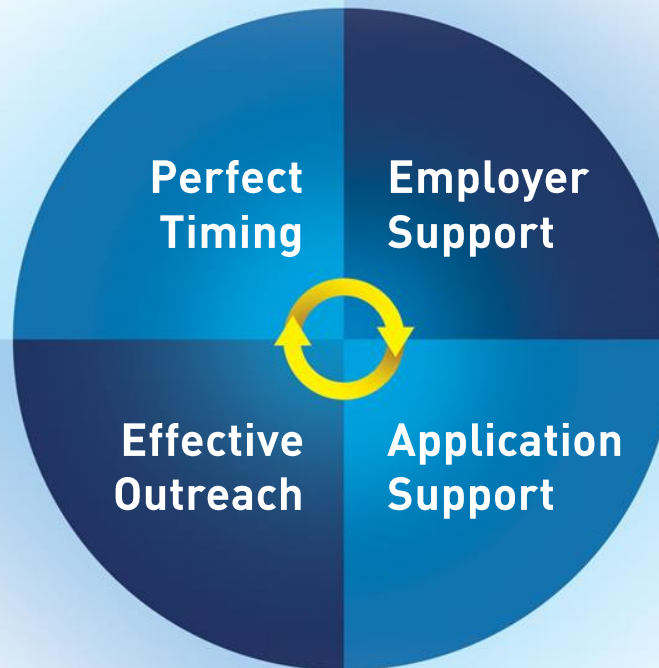 Perfect
Timing
Employer
Support
Effective
Outreach
Application
Support